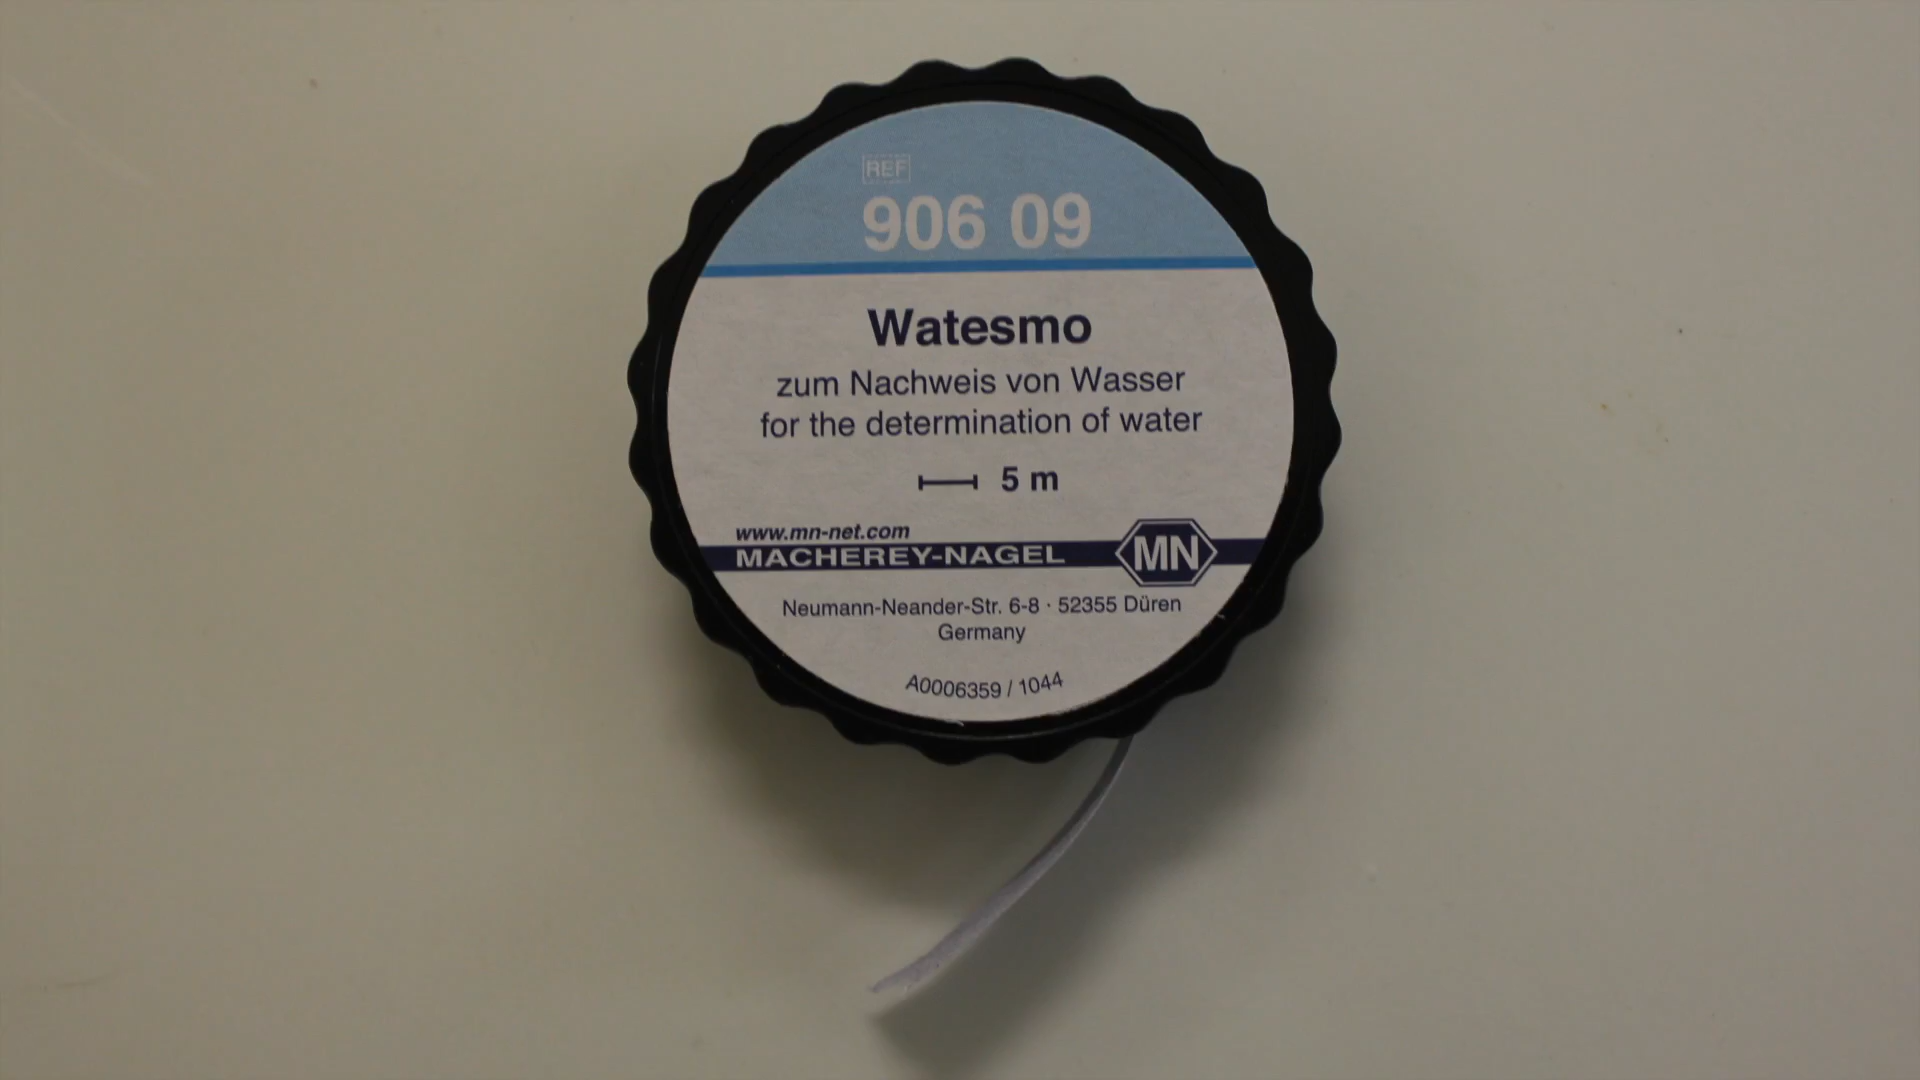 REF
906 09
Watesmo
zum Nachweis von Wasser
for the determination of water
5 m
www.mn-net.com
MACHEREY-NAGEL MN
Neumann-Neander-Str. 6-8 · 52355 Düren
Germany
A0006359 / 1044